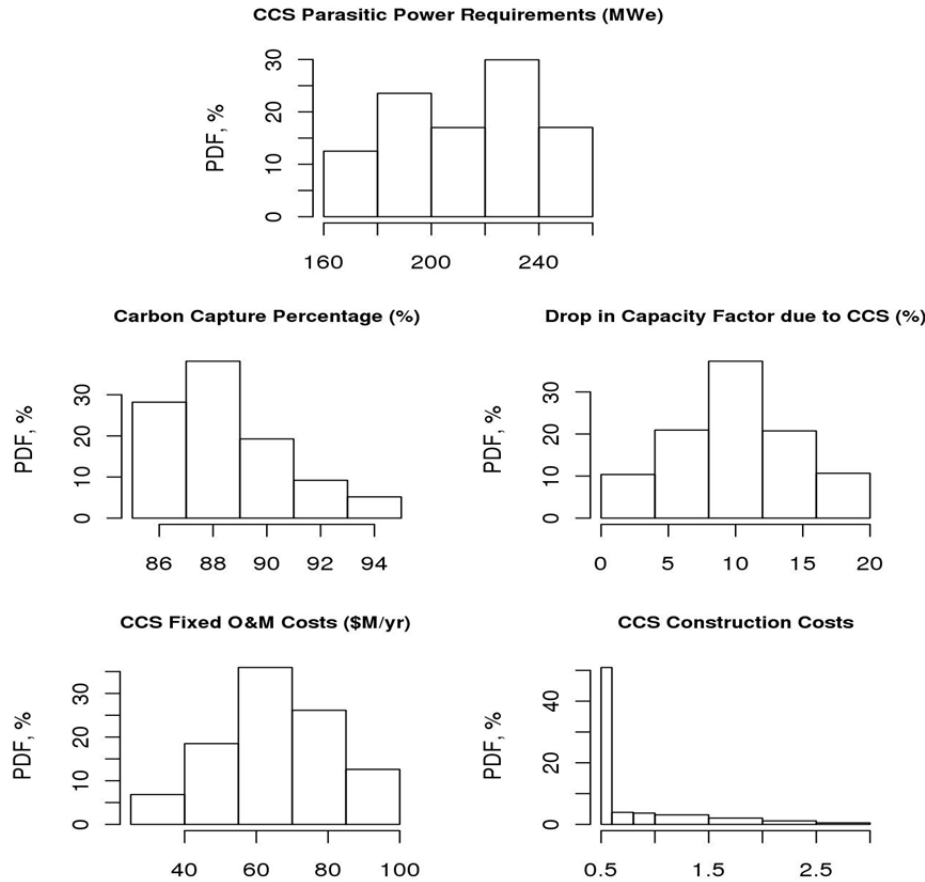 CCS Parasitic Power Requirements (MWe)
PDF, %
0 10 20 30
160 200 240
Carbon Capture Percentage (%)
PDF, %
0 10 20 30
86 88 90 92 94
Drop in Capacity Factor due to CCS (%)
PDF, %
0 10 20 30
0 5 10 15 20
CCS Fixed O&M Costs ($M/yr)
PDF, %
0 10 20 30
40 60 80 100
CCS Construction Costs
PDF, %
0 20 40
0.5 1.5 2.5